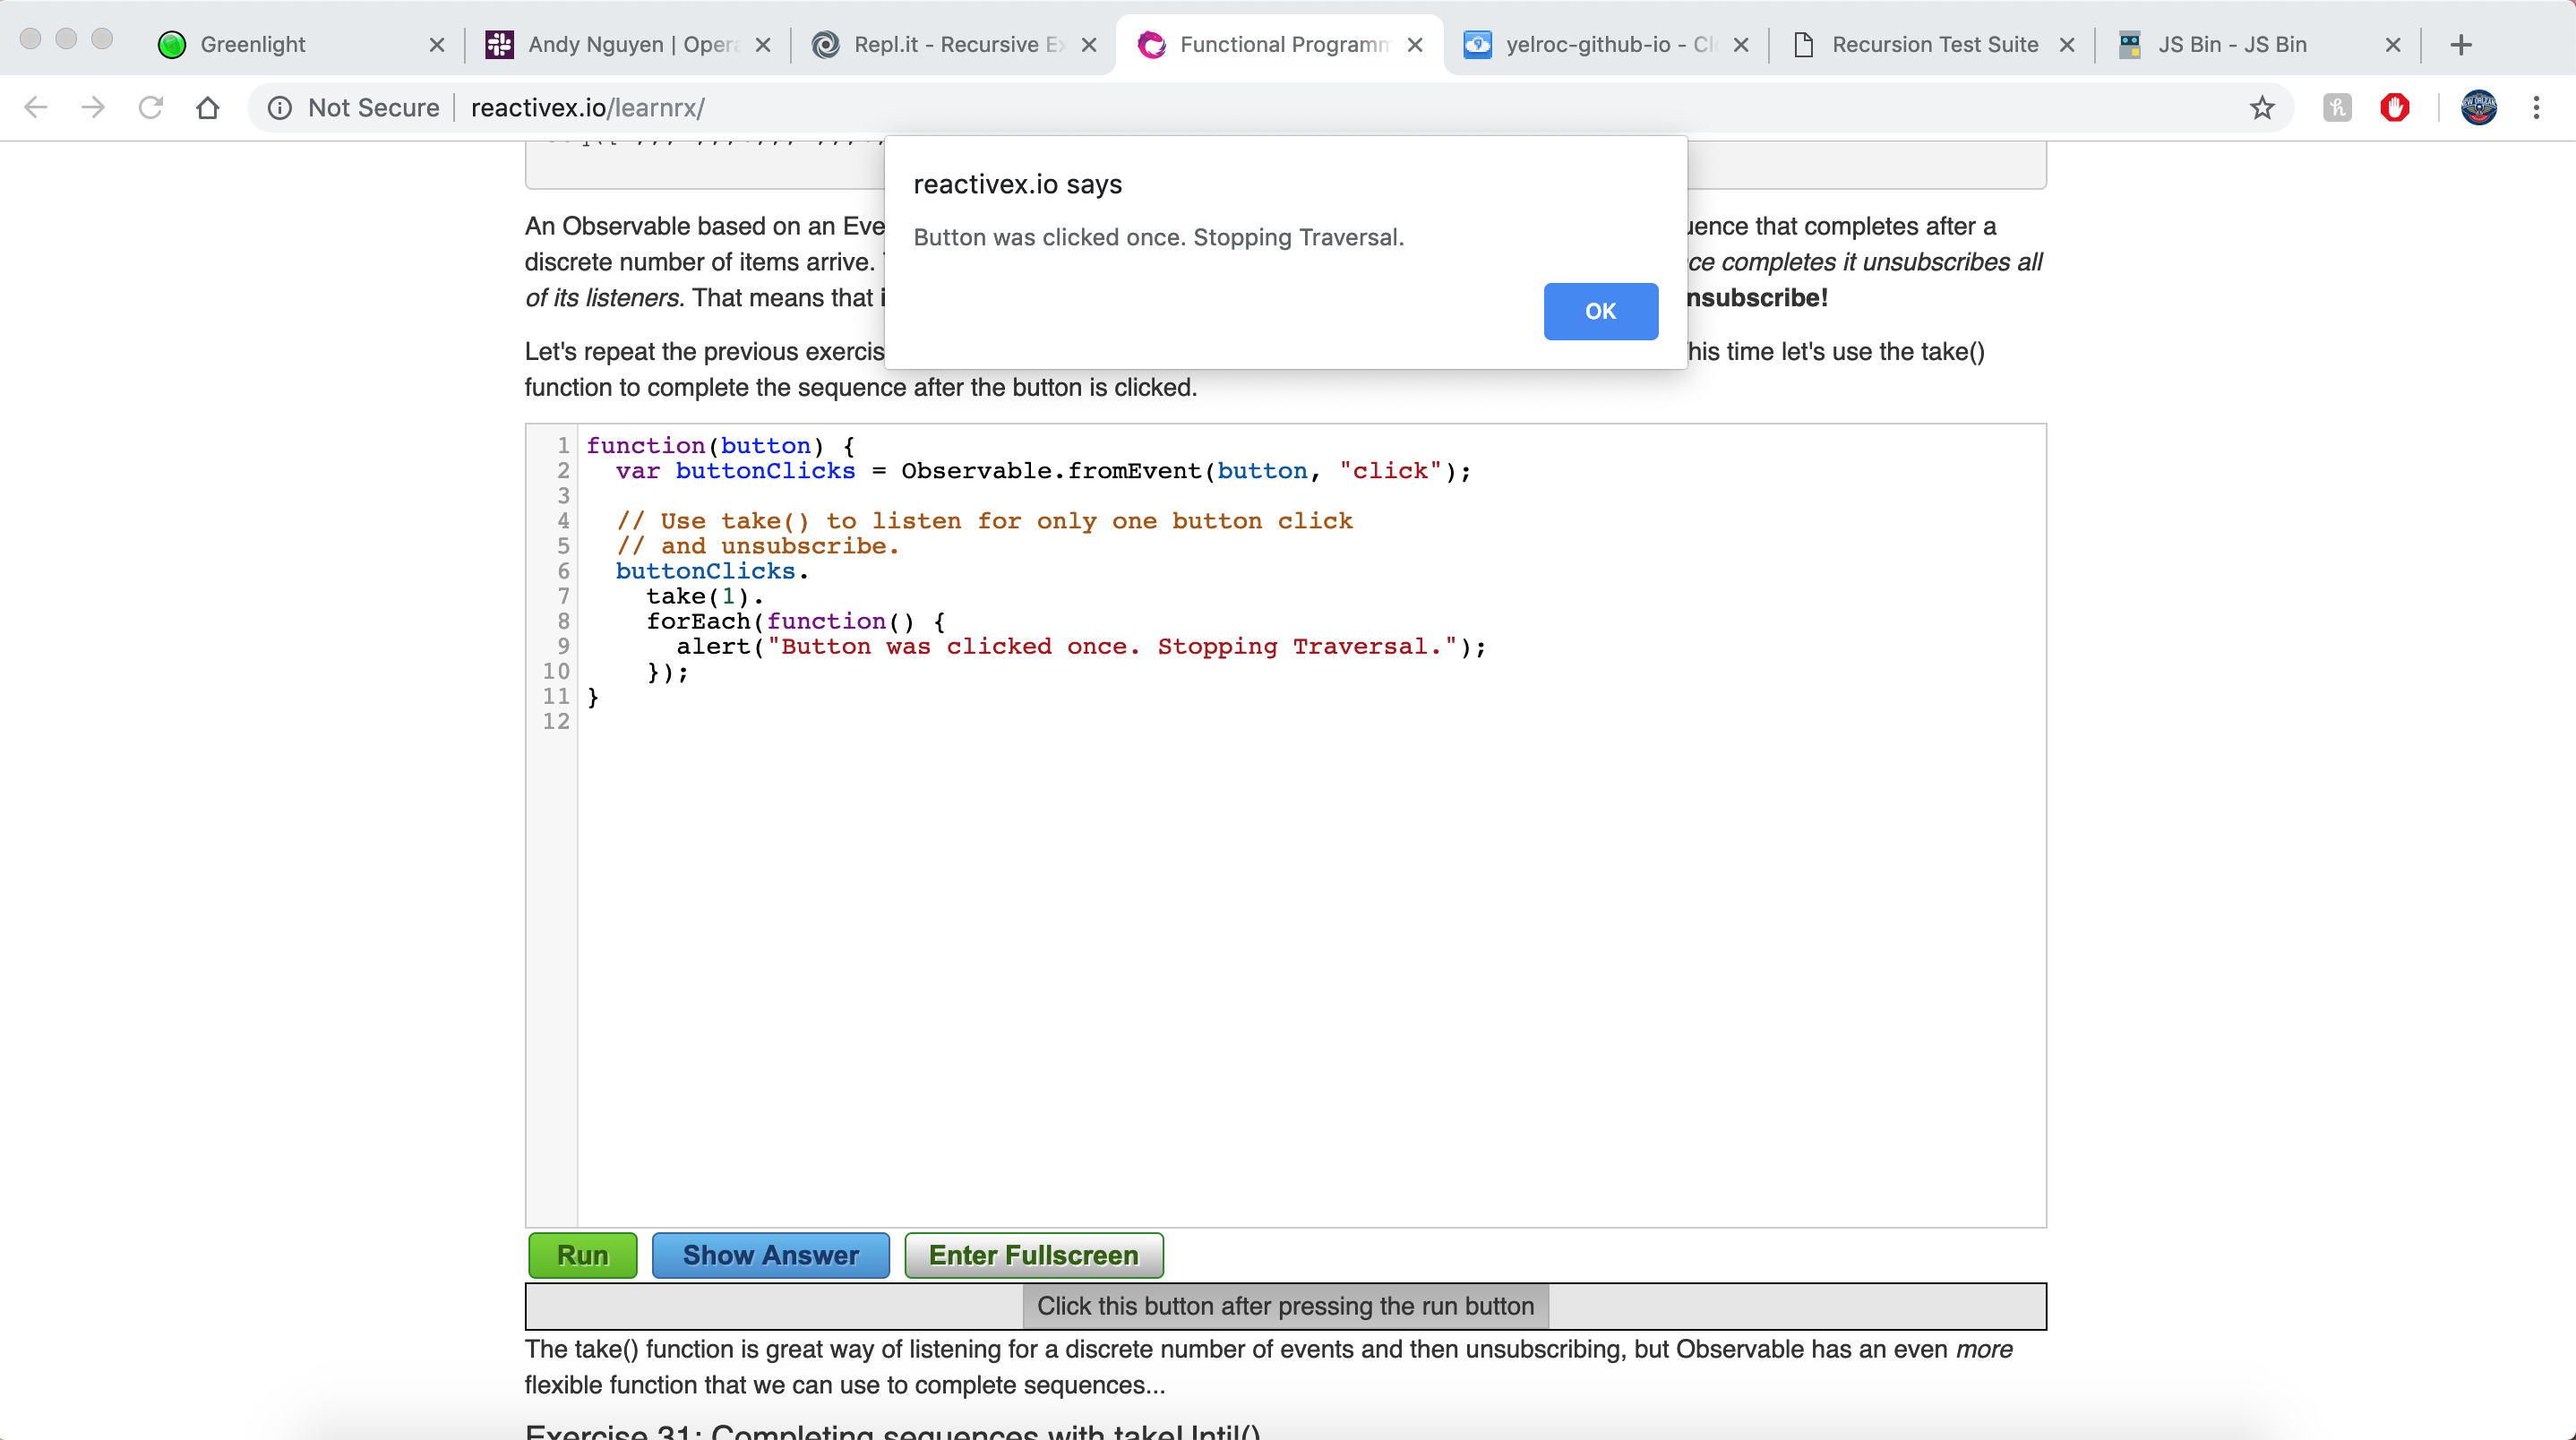 Greenlight
Andy Nguyen | Opera
Repl.it - Recursive Ex
Functional Programm
yelroc-github-io - Cl
Recursion Test Suite
JS Bin - JS Bin
Not Secure
reactivex.io/learnrx/
reactivex.io says
Button was clicked once. Stopping Traversal.
OK
An Observable based on an Eve uence that completes after a
discrete number of items arrive. ce completes it unsubscribes all
of its listeners. That means that i nsubscribe!
Let's repeat the previous exercis his time let's use the take()
function to complete the sequence after the button is clicked.
1 function(button) {
2 var buttonClicks = Observable.fromEvent(button, "click");
3
4 // Use take() to listen for only one button click
5 // and unsubscribe.
6 buttonClicks.
7 take(1).
8 forEach(function() {
9 alert("Button was clicked once. Stopping Traversal.");
10 });
11 }
12
Run
Show Answer
Enter Fullscreen
Click this button after pressing the run button
The take() function is great way of listening for a discrete number of events and then unsubscribing, but Observable has an even more
flexible function that we can use to complete sequences...
Exercise 31: Completing sequences with takeUntil()